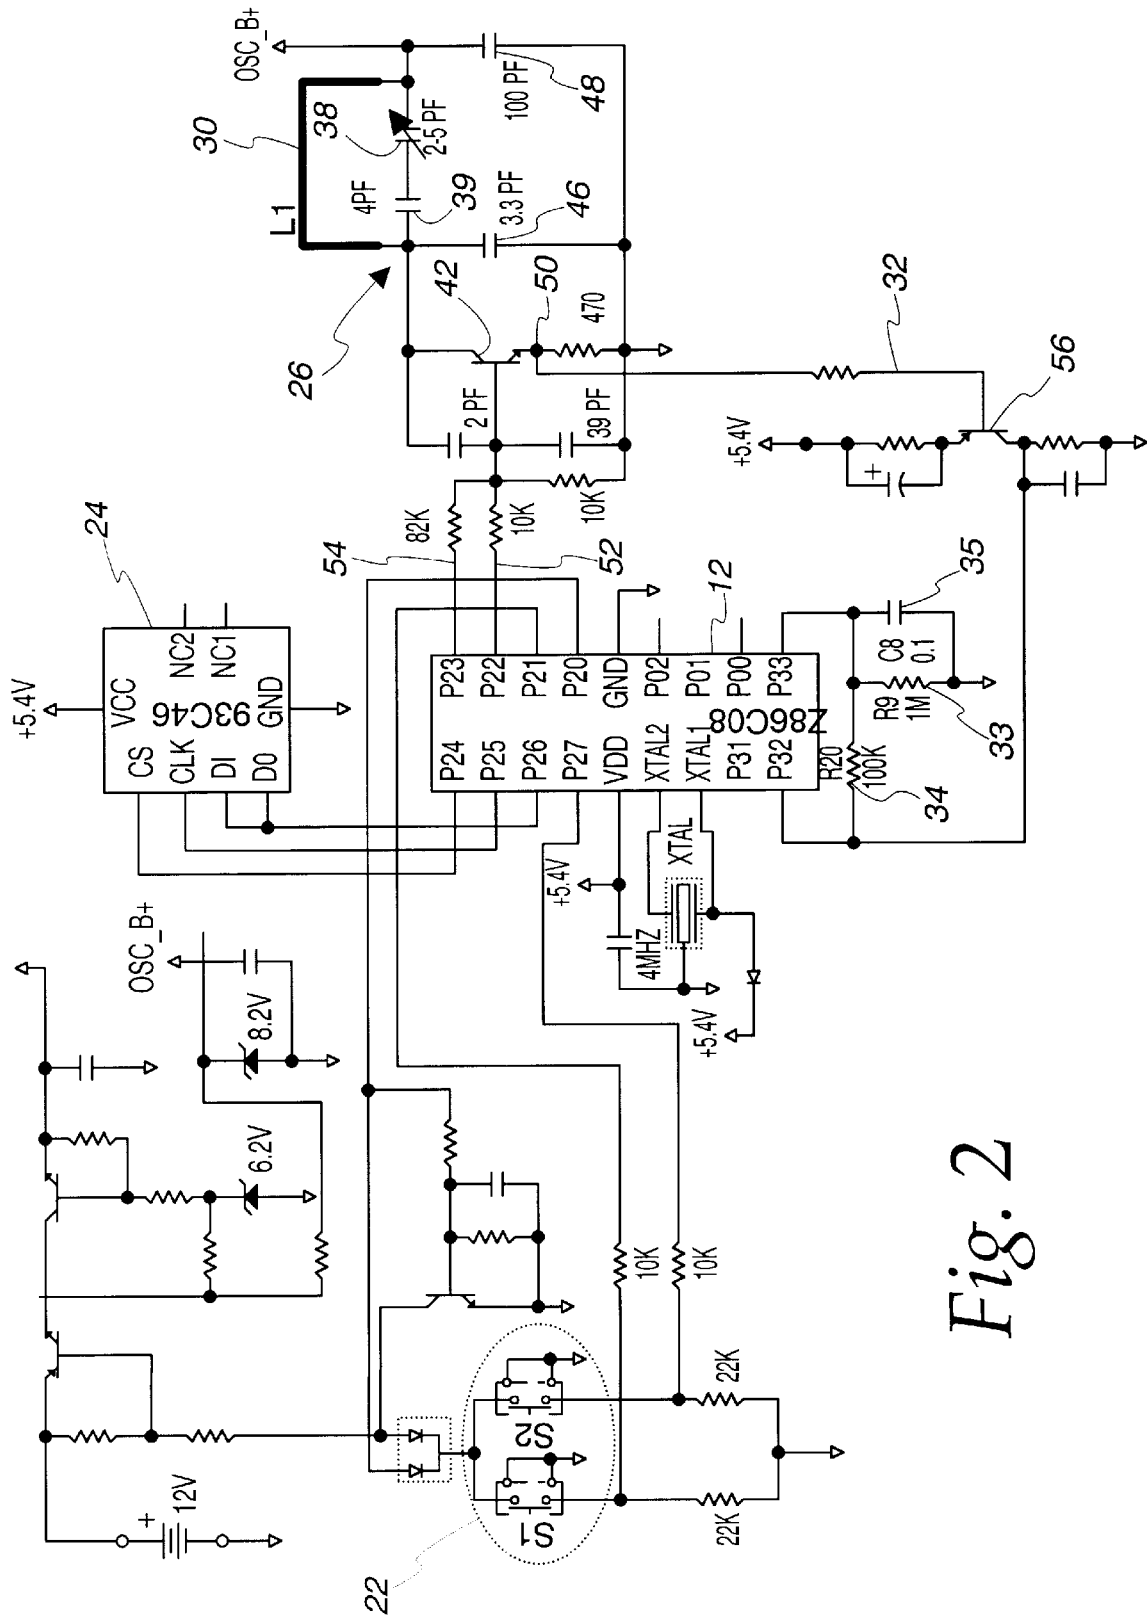 OSC_B+
30
L1
38
2-5 PF
4PF
39
100 PF
48
3.3 PF
46
26
42
50
470
32
2 PF
39 PF
56
+5.4V
+
24
82K
10K
10K
54
52
+5.4V
VCC
NC2
NC1
93C46
GND
CS
CLK
DI
D0
12
35
P23
P22
P21
P20
GND
P02
P01
P00
P33
Z86C08
P24
P25
P26
P27
VDD
XTAL2
XTAL1
P31
P32
C8
0.1
R9
1M
33
R20
100K
34
XTAL
+5.4V
4MHZ
+5.4V
OSC_B+
8.2V
6.2V
10K
10K
12V
+
S2
S1
22
22K
22K
Fig. 2